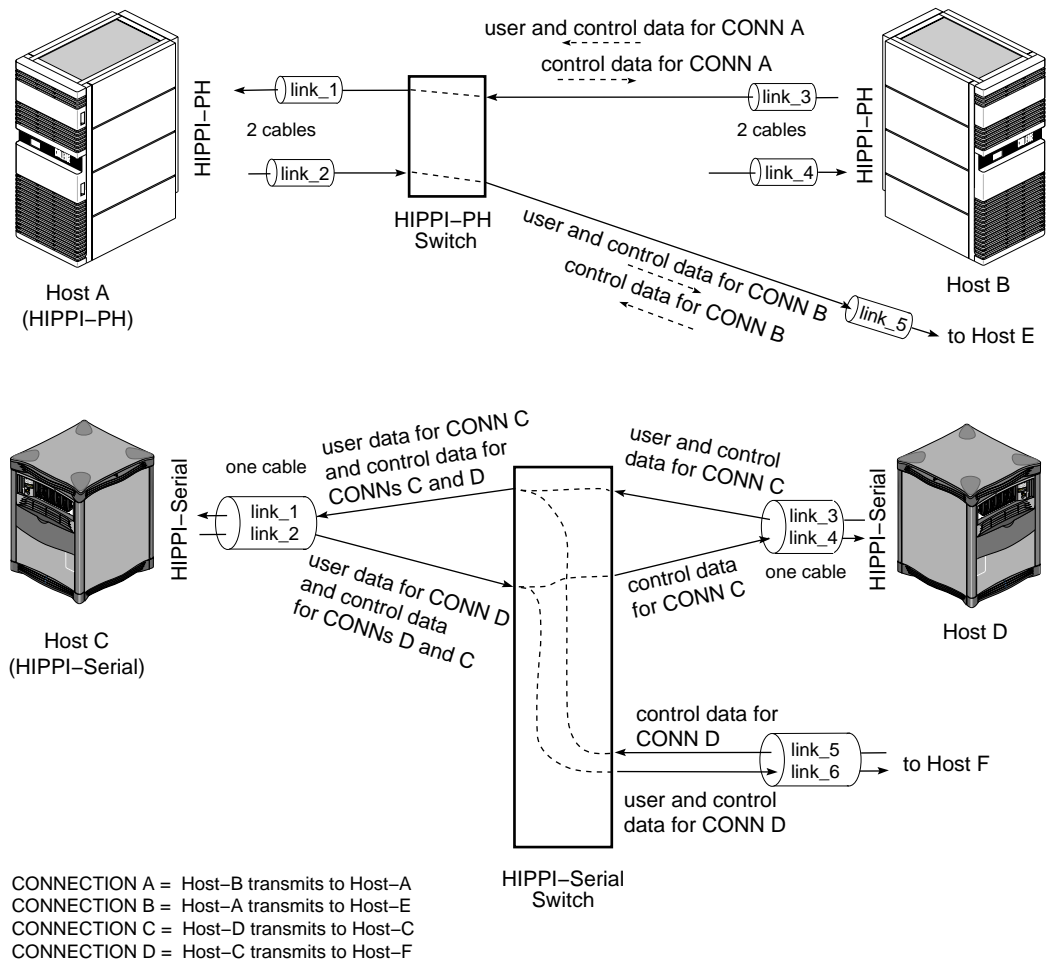 user and control data for CONN A
control data for CONN A
HIPPI–PH
link_1
link_3
2 cables
2 cables
HIPPI–PH
link_2
link_4
HIPPI–PH
Switch
user and control data for CONN B
control data for CONN B
link_5
to Host E
Host A
(HIPPI–PH)
Host B
user data for CONN C
and control data for
CONNs C and D
user and control
data for CONN C
one cable
HIPPI–Serial
link_1
link_2
link_3
link_4
HIPPI–Serial
one cable
user data for CONN D
and control data
for CONNs D and C
control data
for CONN C
Host C
(HIPPI–Serial)
Host D
control data for
CONN D
link_5
link_6
to Host F
user and control
data for CONN D
HIPPI–Serial
Switch
CONNECTION A = Host–B transmits to Host–A
CONNECTION B = Host–A transmits to Host–E
CONNECTION C = Host–D transmits to Host–C
CONNECTION D = Host–C transmits to Host–F